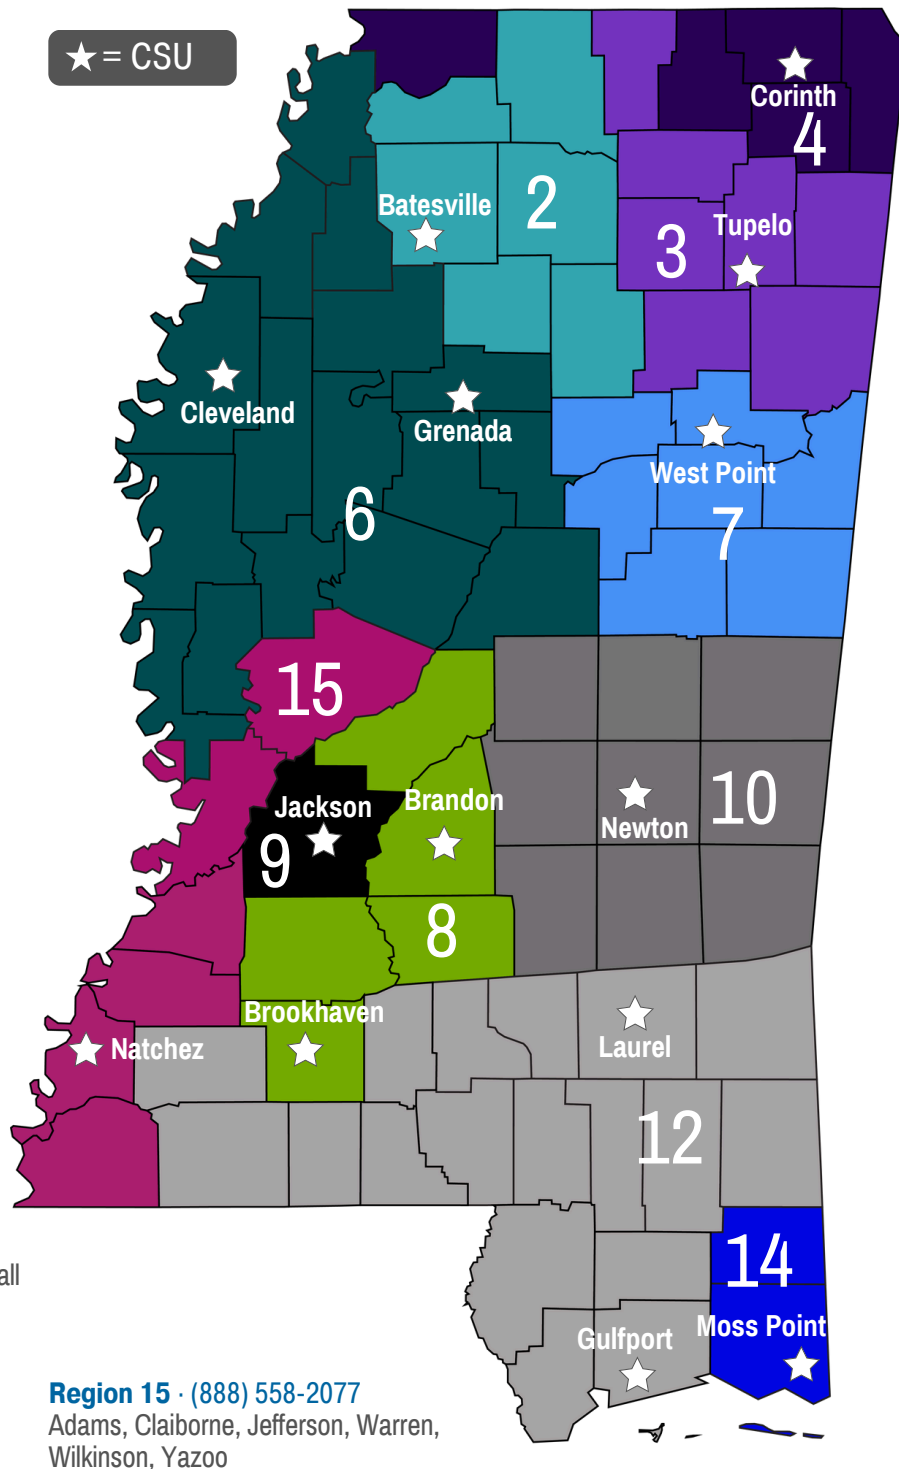 ★ = CSU
Corinth
4
Batesville
2
Tupelo
3
Cleveland
Grenada
West Point
6
7
15
Jackson
Brandon
10
Newton
9
8
Brookhaven
Laurel
Natchez
12
14
all
Moss Point
Gulfport
Region 15 · (888) 558-2077
Adams, Claiborne, Jefferson, Warren,
Wilkinson, Yazoo